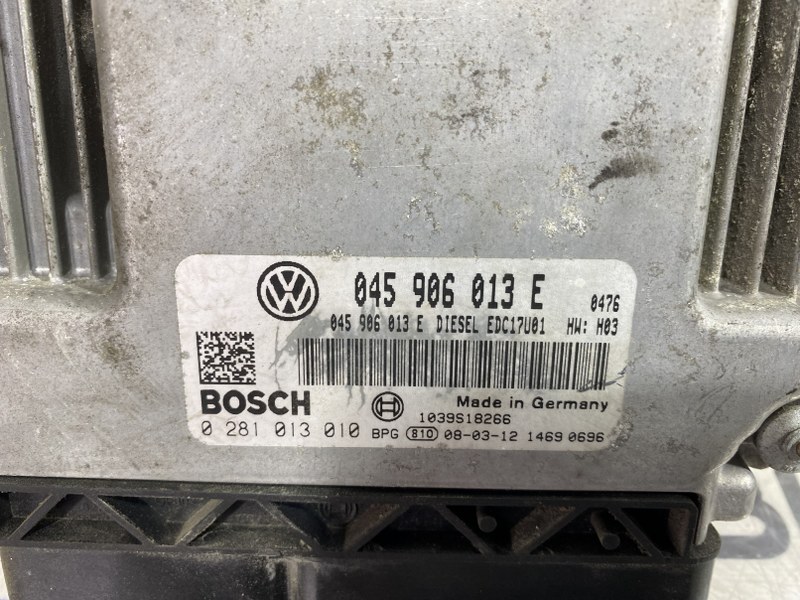 045 906 013 E 0476
045 906 013 E DIESEL EDC17U01 HW: H03
BOSCH Made in Germany
1039S18266
0 281 013 010 BPG 810 08-03-12 1469 0696